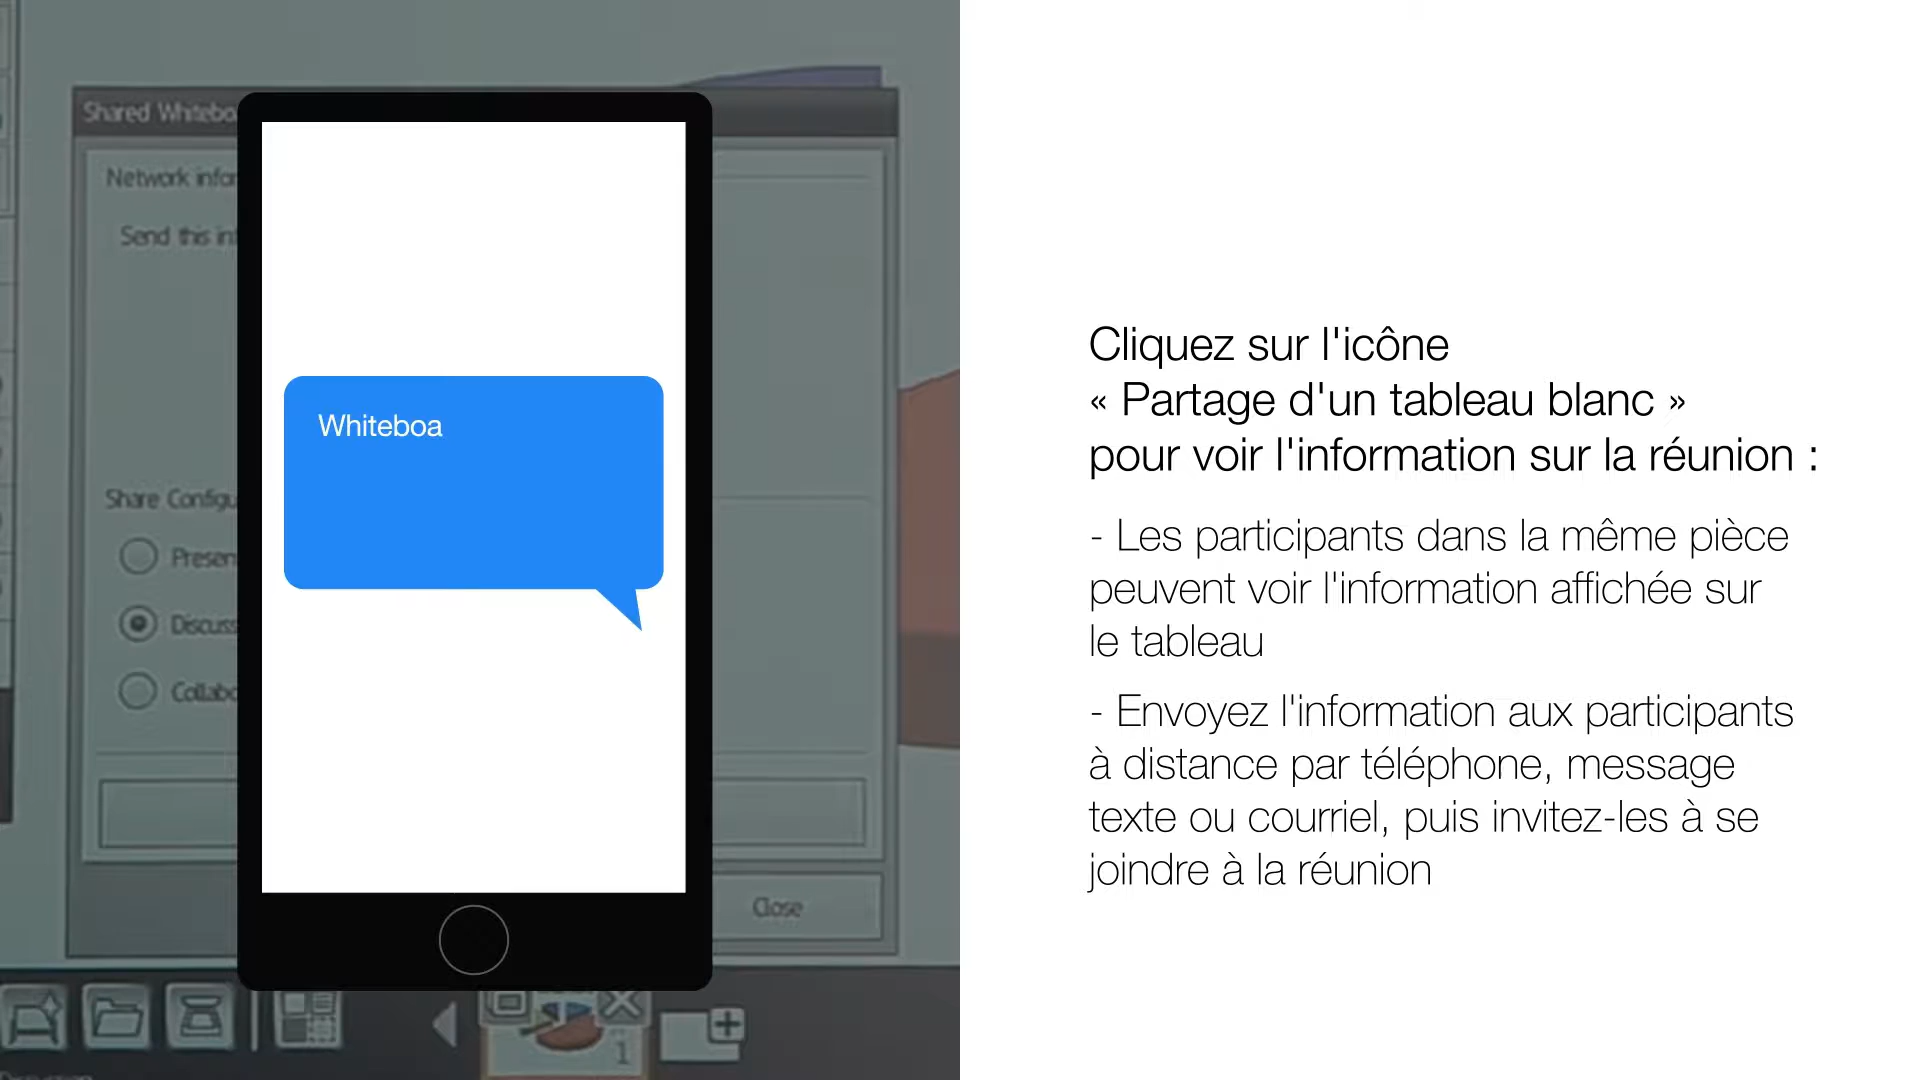 Shared Whitebo
Network infor
Send this in
Share Configu
Presen
Discuss
Collabo
Close
1
Whiteboa
Cliquez sur l'icône
« Partage d'un tableau blanc »
pour voir l'information sur la réunion :
- Les participants dans la même pièce
peuvent voir l'information affichée sur
le tableau
- Envoyez l'information aux participants
à distance par téléphone, message
texte ou courriel, puis invitez-les à se
joindre à la réunion